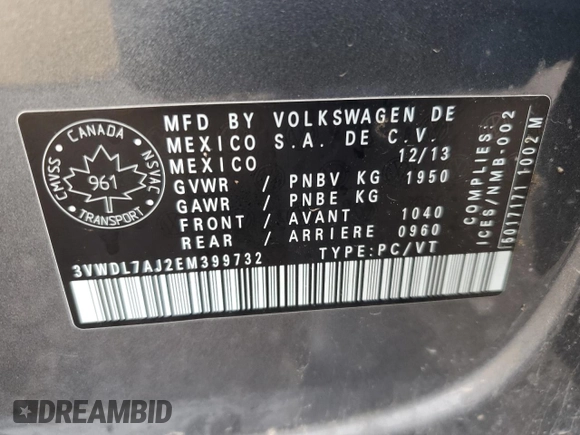 MFD BY VOLKSWAGEN DE
MEXICO S.A. DE C.V.
MEXICO 12/13
GVWR / PNBV KG 1950
GAWR / PNBE KG
FRONT / AVANT 1040
REAR / ARRIERE 0960
3VWDL7AJ2EM399732 TYPE:PC/VT
CANADA
CMVSS
NSVAC
961
TRANSPORT
COMPLIES:
ICES/NMB-002
5017171 1002 M
DREAMBID